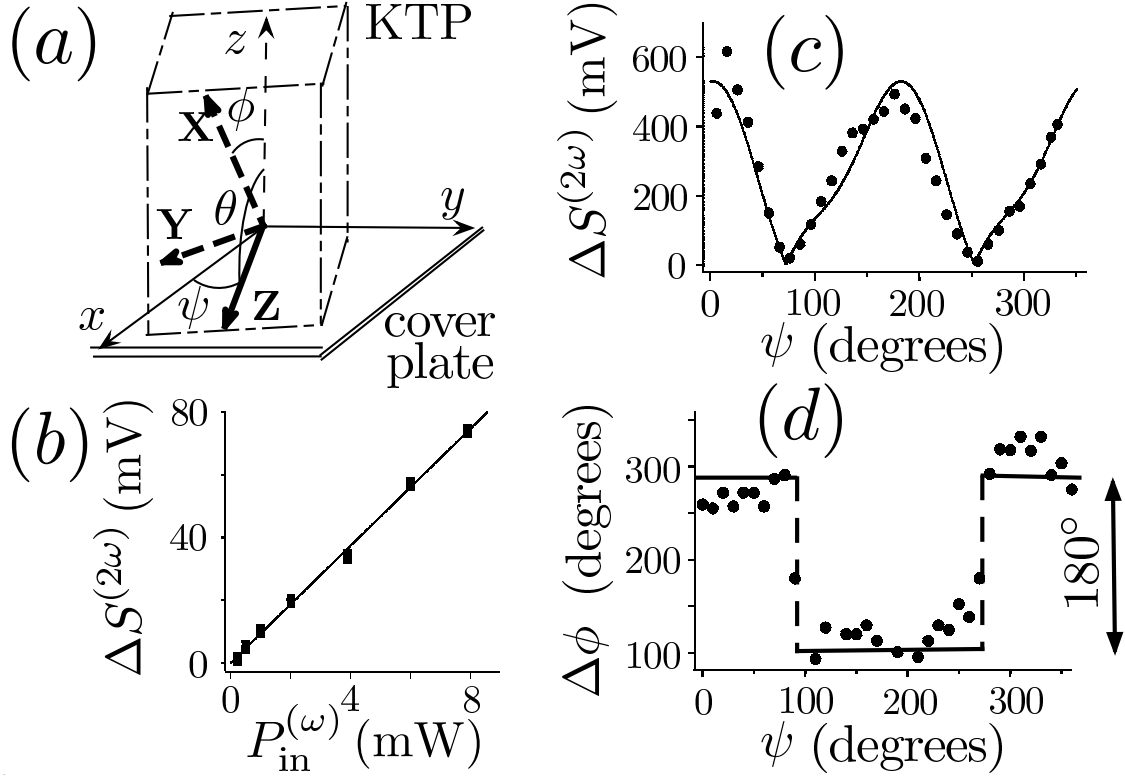 (a)
KTP
z
X
ϕ
θ
y
Y
ψ
Z
x
cover
plate
(b)
ΔS^(2ω) (mV)
80
40
0
0 4 8
P_in^(ω) (mW)
(c)
ΔS^(2ω) (mV)
600
400
200
0
0 100 200 300
ψ (degrees)
(d)
Δϕ (degrees)
300
200
100
180°
0 100 200 300
ψ (degrees)